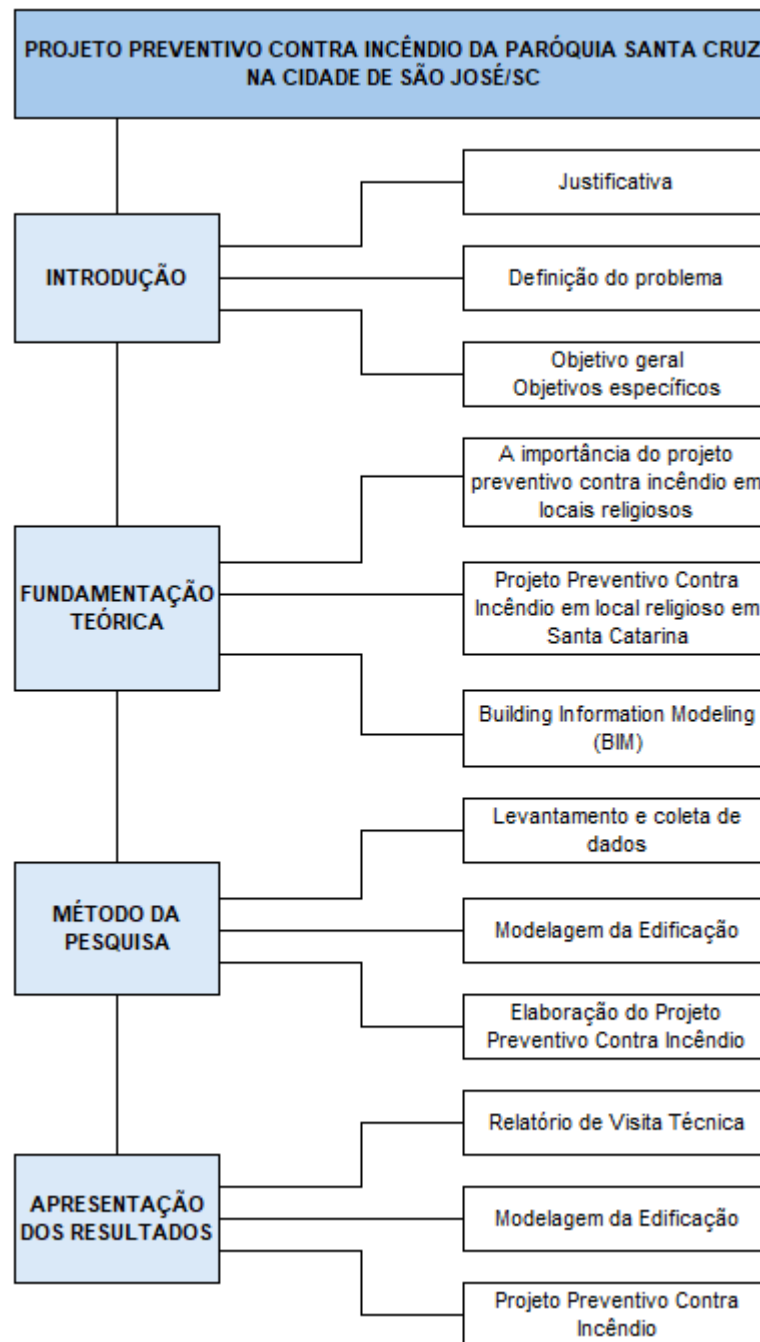 PROJETO PREVENTIVO CONTRA INCÊNDIO DA PARÓQUIA SANTA CRUZ
NA CIDADE DE SÃO JOSÉ/SC
INTRODUÇÃO
Justificativa
Definição do problema
Objetivo geral
Objetivos específicos
FUNDAMENTAÇÃO
TEÓRICA
A importância do projeto
preventivo contra incêndio em
locais religiosos
Projeto Preventivo Contra
Incêndio em local religioso em
Santa Catarina
Building Information Modeling
(BIM)
MÉTODO DA
PESQUISA
Levantamento e coleta de
dados
Modelagem da Edificação
Elaboração do Projeto
Preventivo Contra Incêndio
APRESENTAÇÃO
DOS RESULTADOS
Relatório de Visita Técnica
Modelagem da Edificação
Projeto Preventivo Contra
Incêndio